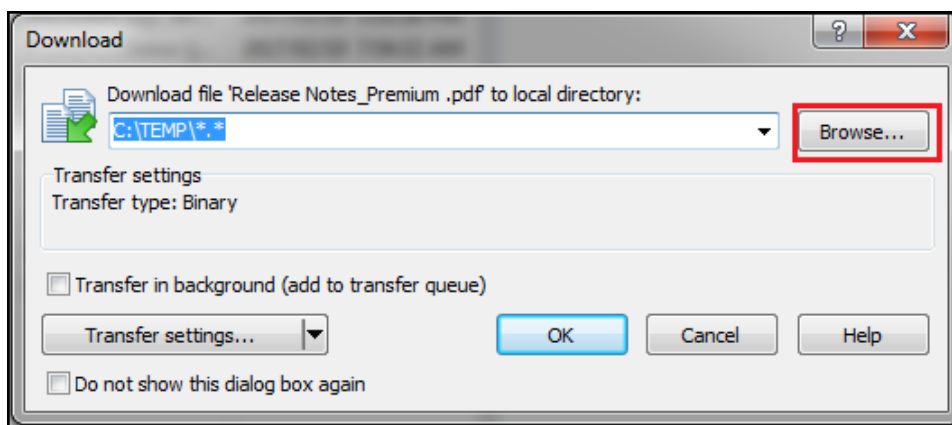 Download
Download file 'Release Notes_Premium .pdf' to local directory:
C:\TEMP\*.*
Browse...
Transfer settings
Transfer type: Binary
Transfer in background (add to transfer queue)
Transfer settings...
OK
Cancel
Help
Do not show this dialog box again